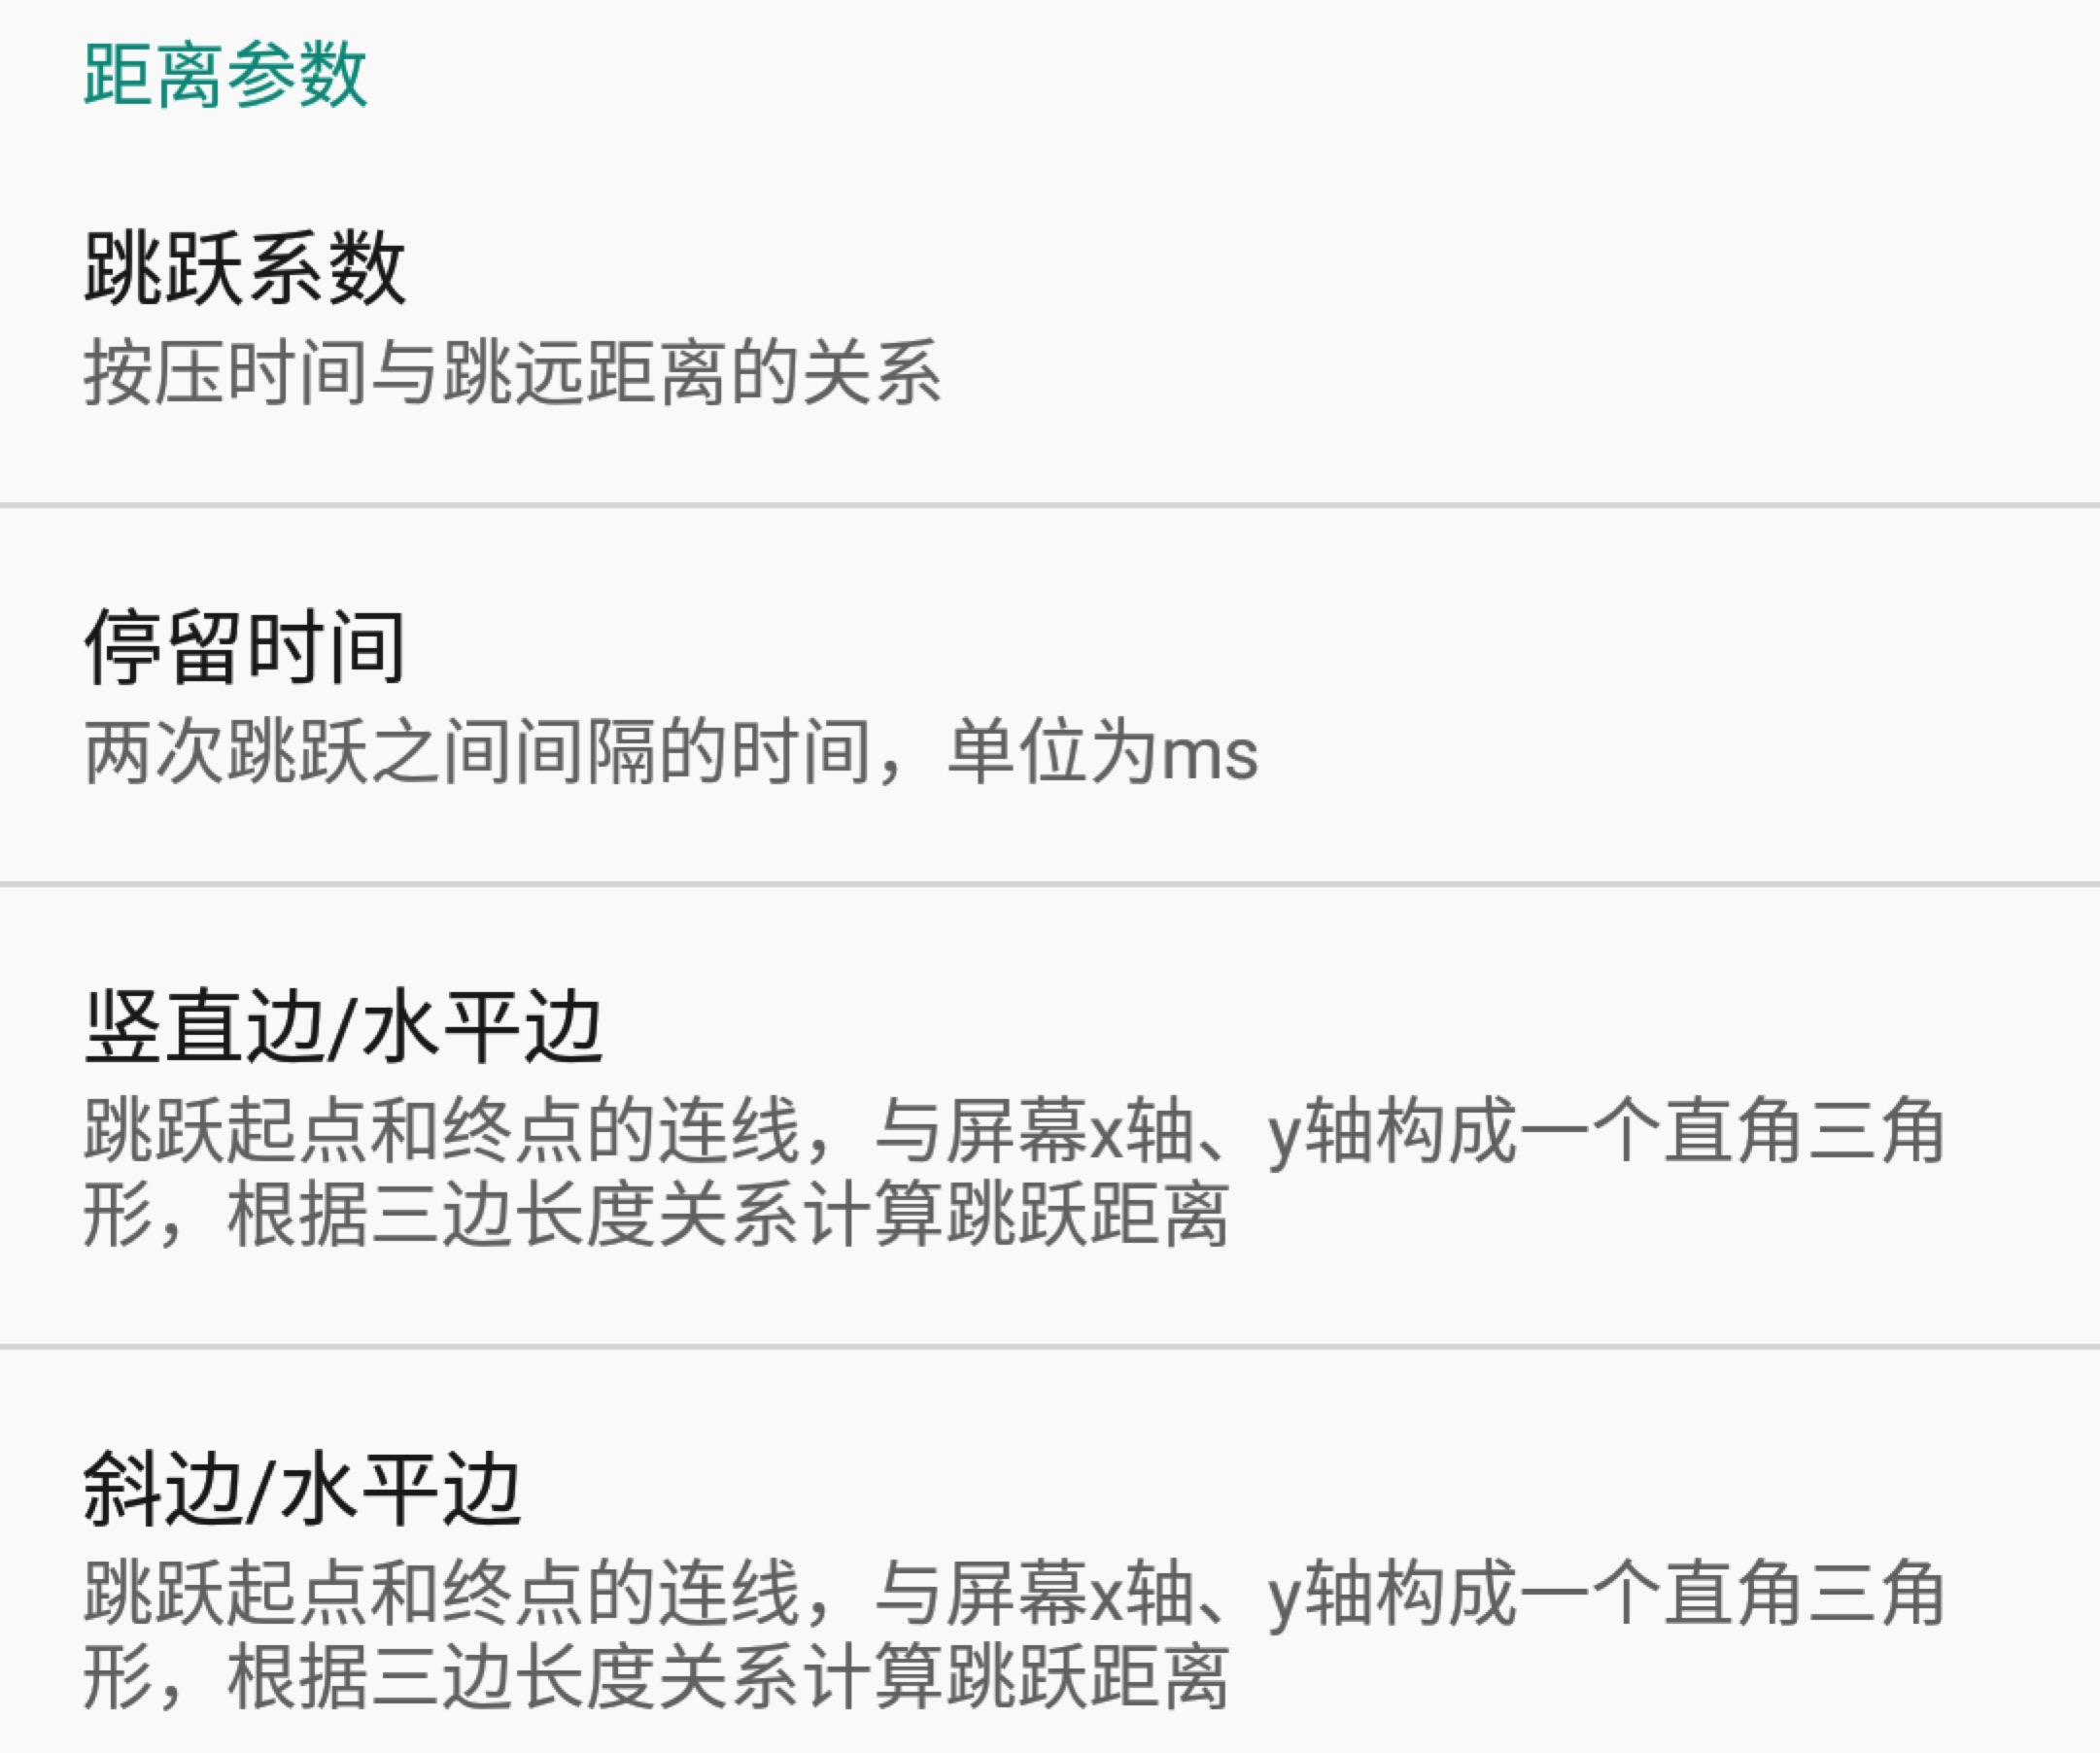 距离参数
跳跃系数
按压时间与跳远距离的关系
停留时间
两次跳跃之间间隔的时间，单位为ms
竖直边/水平边
跳跃起点和终点的连线，与屏幕x轴、y轴构成一个直角三角
形，根据三边长度关系计算跳跃距离
斜边/水平边
跳跃起点和终点的连线，与屏幕x轴、y轴构成一个直角三角
形，根据三边长度关系计算跳跃距离